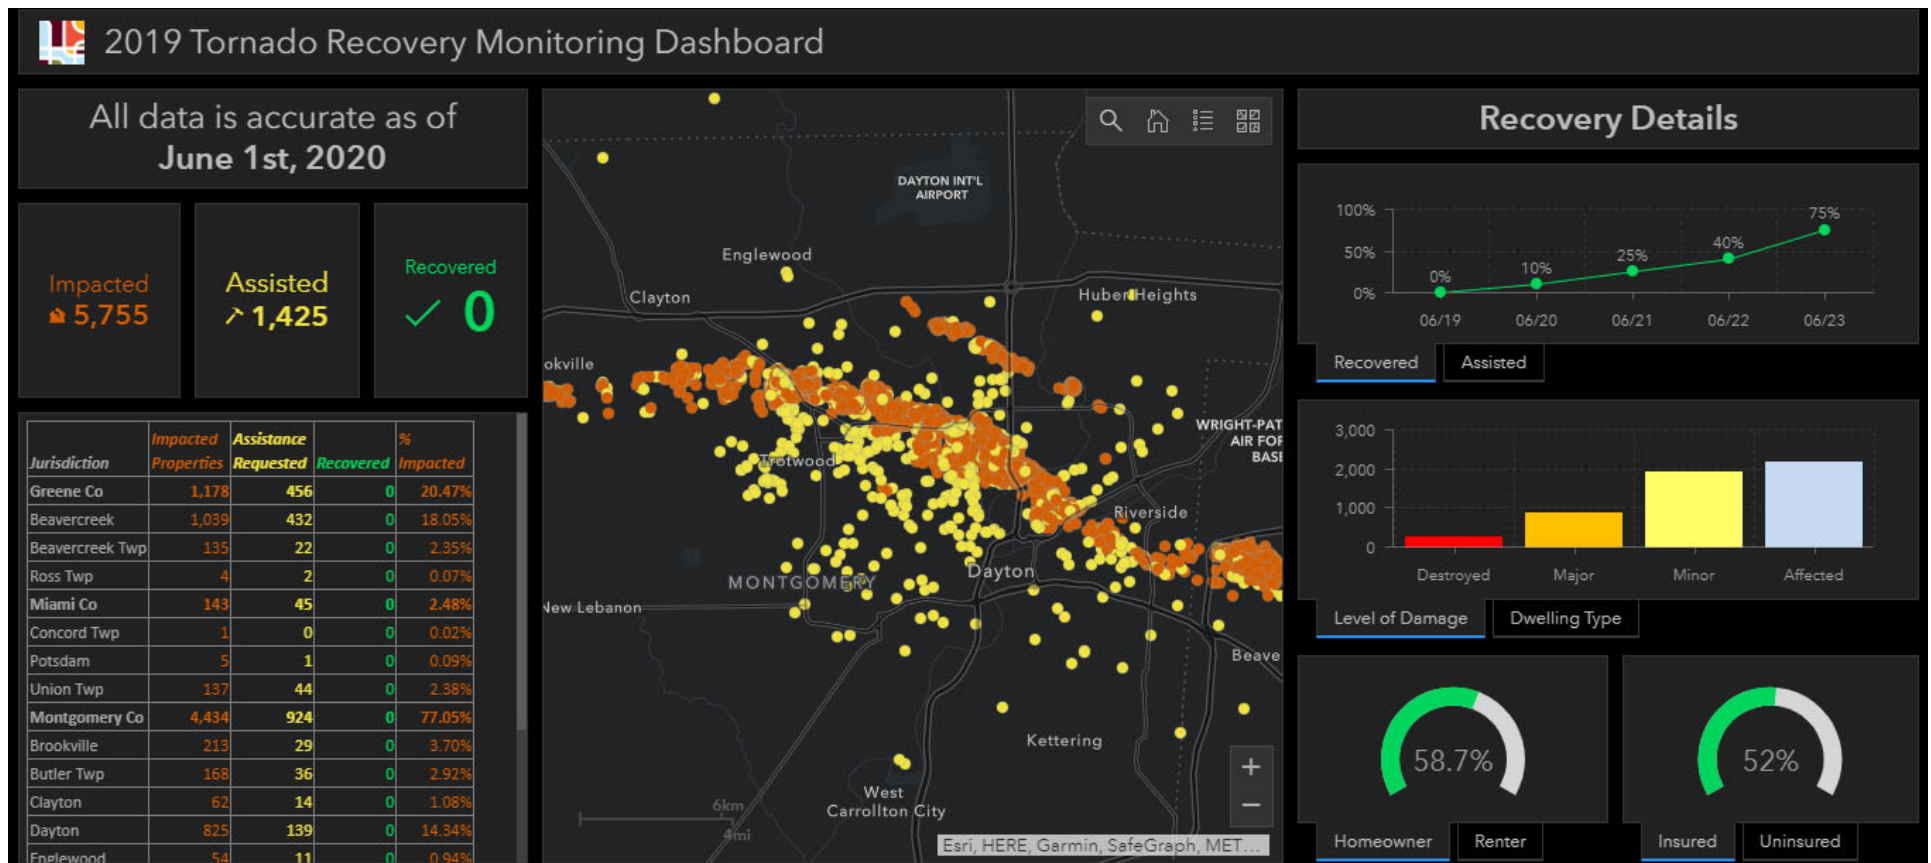 2019 Tornado Recovery Monitoring Dashboard
All data is accurate as of
June 1st, 2020
Impacted
5,755
Assisted
1,425
Recovered
0
Jurisdiction Impacted Properties Assistance Requested Recovered % Impacted
Greene Co 1,178 456 0 20.47%
Beavercreek 1,039 432 0 18.05%
Beavercreek Twp 135 22 0 2.35%
Ross Twp 4 2 0 0.07%
Miami Co 143 45 0 2.48%
Concord Twp 1 0 0 0.02%
Potsdam 5 1 0 0.09%
Union Twp 137 44 0 2.38%
Montgomery Co 4,434 924 0 77.05%
Brookville 213 29 0 3.70%
Butler Twp 168 36 0 2.92%
Clayton 62 14 0 1.08%
Dayton 825 139 0 14.34%
Englewood 54 11 0 0.94%
DAYTON INT'L
AIRPORT
Englewood
Clayton
Huber Heights
okville
WRIGHT-PAT
AIR FOR
BASE
Trotwood
Riverside
MONTGOMERY
Dayton
New Lebanon
Beave
Kettering
West
Carrollton City
6km
4mi
+
−
Esri, HERE, Garmin, SafeGraph, MET...
Recovery Details
100%
50%
0%
0% 10% 25% 40% 75%
06/19 06/20 06/21 06/22 06/23
Recovered Assisted
3,000
2,000
1,000
0
Destroyed Major Minor Affected
Level of Damage Dwelling Type
58.7%
Homeowner Renter
52%
Insured Uninsured